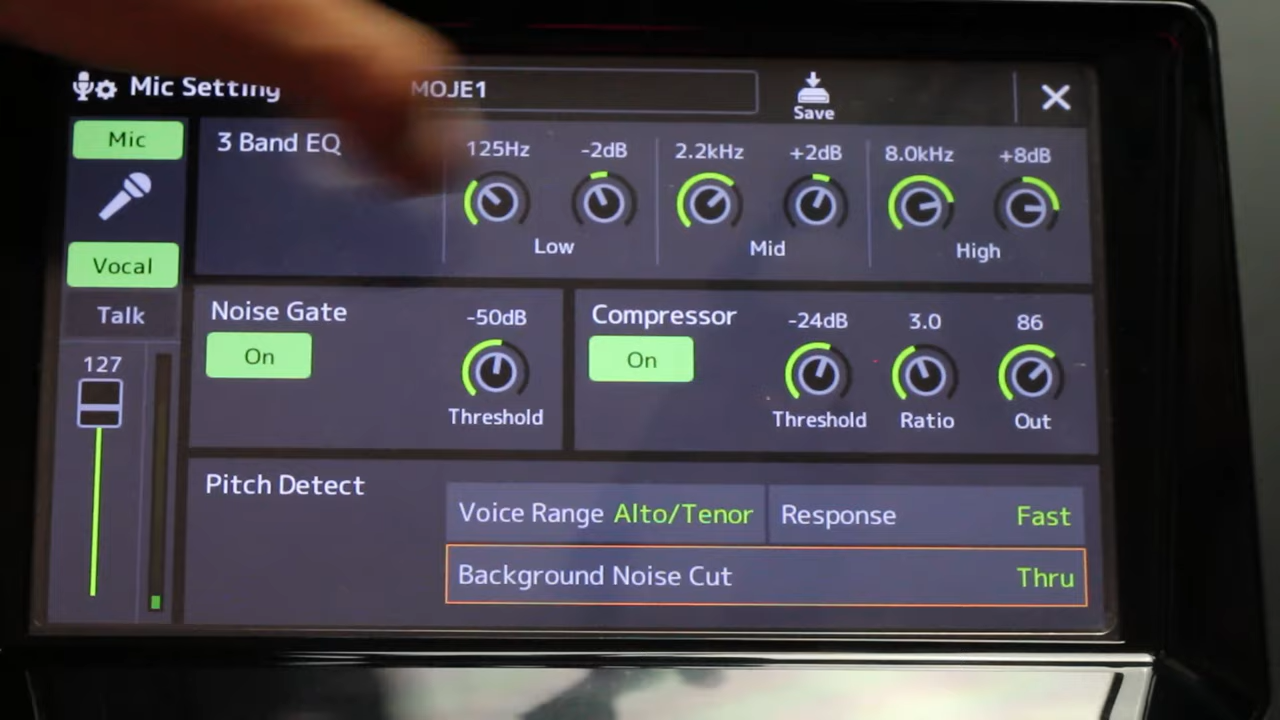 Mic Setting
MOJE1
Save
Mic
3 Band EQ
125Hz
-2dB
2.2kHz
+2dB
8.0kHz
+8dB
Low
Mid
High
Vocal
Talk
127
Noise Gate
On
-50dB
Threshold
Compressor
On
-24dB
3.0
86
Threshold
Ratio
Out
Pitch Detect
Voice Range Alto/Tenor
Response Fast
Background Noise Cut Thru